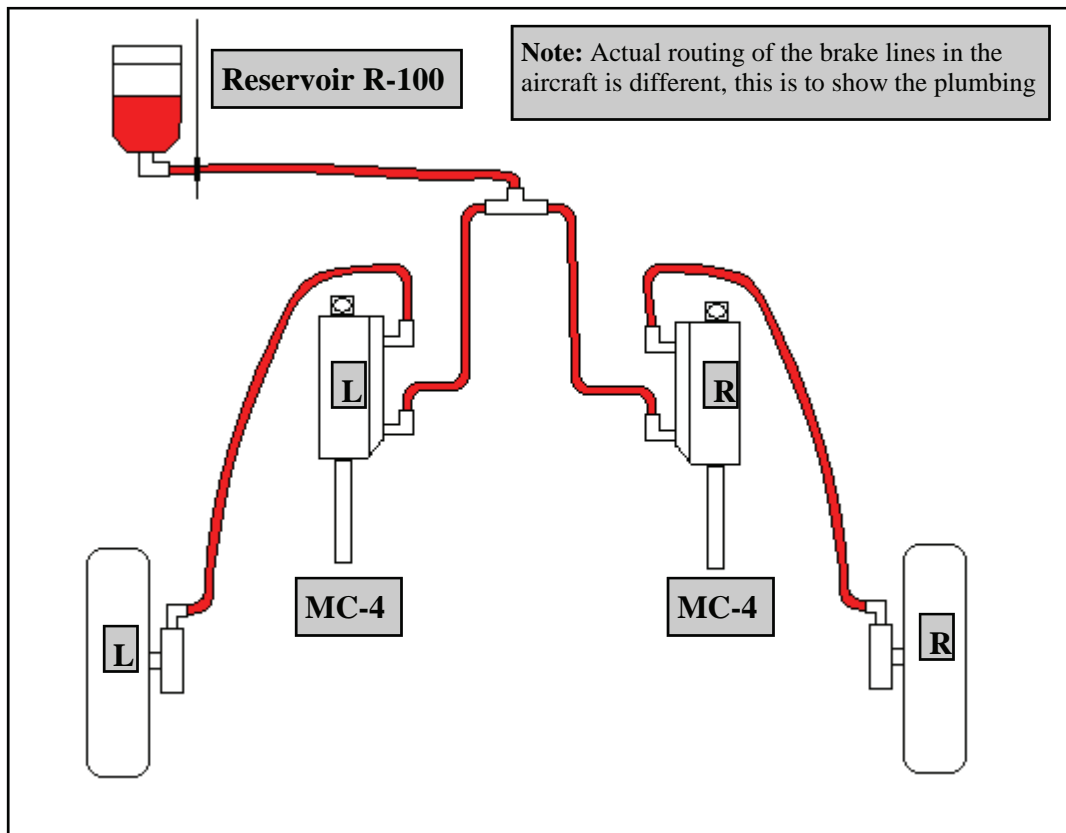 Reservoir R-100
Note: Actual routing of the brake lines in the
aircraft is different, this is to show the plumbing
L
R
MC-4
MC-4
L
R